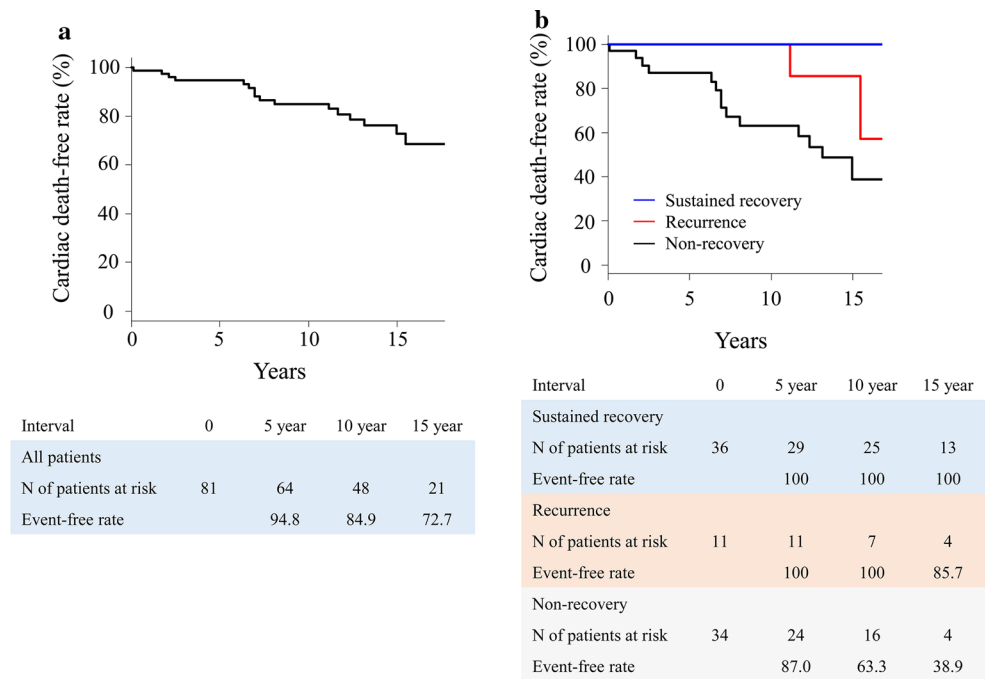 a
Cardiac death-free rate (%)
100
80
60
40
20
0
0 5 10 15
Years
Interval 0 5 year 10 year 15 year
All patients
N of patients at risk 81 64 48 21
Event-free rate 94.8 84.9 72.7
b
Cardiac death-free rate (%)
100
80
60
40
20
0
Sustained recovery
Recurrence
Non-recovery
0 5 10 15
Years
Interval 0 5 year 10 year 15 year
Sustained recovery
N of patients at risk 36 29 25 13
Event-free rate 100 100 100
Recurrence
N of patients at risk 11 11 7 4
Event-free rate 100 100 85.7
Non-recovery
N of patients at risk 34 24 16 4
Event-free rate 87.0 63.3 38.9